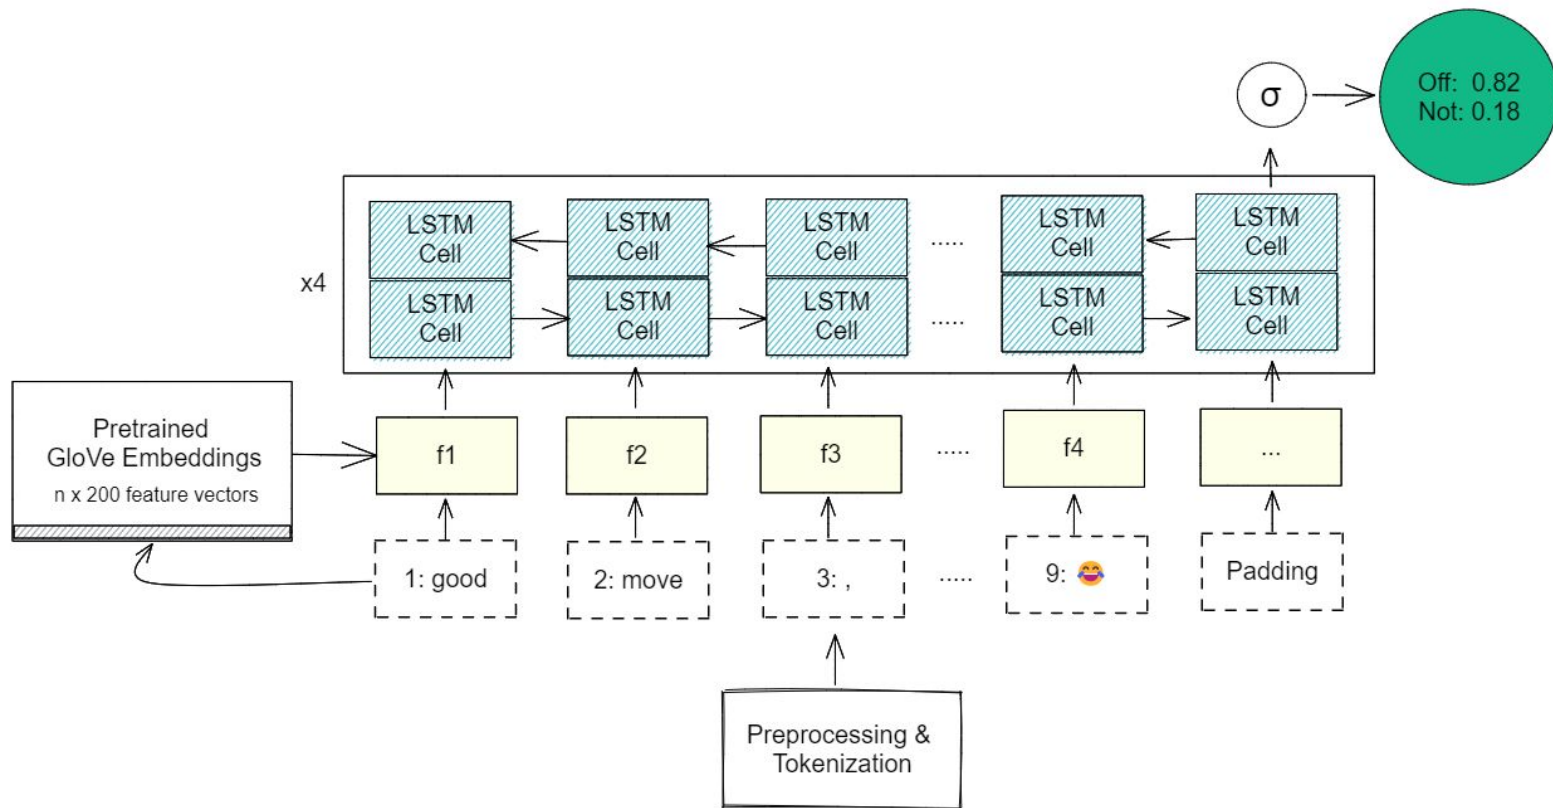 Off: 0.82
Not: 0.18
σ
x4
LSTM
Cell
LSTM
Cell
LSTM
Cell
.....
LSTM
Cell
LSTM
Cell
LSTM
Cell
LSTM
Cell
LSTM
Cell
.....
LSTM
Cell
LSTM
Cell
Pretrained
GloVe Embeddings
n x 200 feature vectors
f1
f2
f3
.....
f4
...
1: good
2: move
3: ,
.....
9: 😂
Padding
Preprocessing &
Tokenization